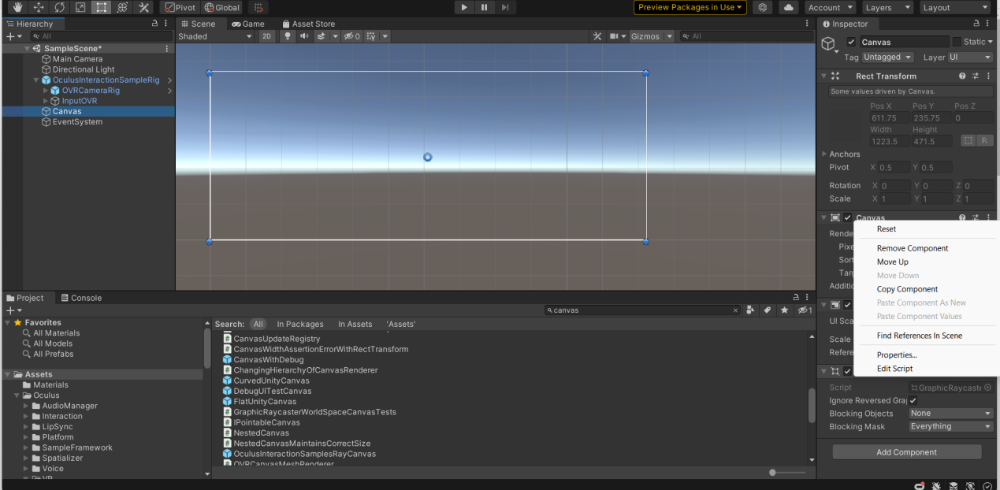 Pivot Global Preview Packages in Use Account Layers Layout
Hierarchy
All
SampleScene*
Main Camera
Directional Light
OculusInteractionSampleRig
OVRCameraRig
InputOVR
Canvas
EventSystem
Scene Game Asset Store
Shaded 2D 0 Gizmos All
Inspector
Canvas Static
Tag Untagged Layer UI
Rect Transform
Some values driven by Canvas.
Pos X Pos Y Pos Z
611.75 235.75 0
Width Height
1223.5 471.5 R
Anchors
Pivot X 0.5 Y 0.5
Rotation X 0 Y 0 Z 0
Scale X 1 Y 1 Z 1
Canvas
Rende
Pixe
Sort
Targ
Additio
UI Sca
Scale
Refere
Reset
Remove Component
Move Up
Move Down
Copy Component
Paste Component As New
Paste Component Values
Find References In Scene
Properties...
Edit Script
Script GraphicRaycaste
Ignore Reversed Gra
Blocking Objects None
Blocking Mask Everything
Add Component
Project Console
canvas 1
Favorites
All Materials
All Models
All Prefabs
Assets
Materials
Oculus
AudioManager
Interaction
LipSync
Platform
SampleFramework
Spatializer
Voice
VR
Search: All In Packages In Assets 'Assets'
CanvasUpdateRegistry
CanvasWidthAssertionErrorWithRectTransform
CanvasWithDebug
ChangingHierarchyOfCanvasRenderer
CurvedUnityCanvas
DebugUITestCanvas
FlatUnityCanvas
GraphicRaycasterWorldSpaceCanvasTests
IPointableCanvas
NestedCanvas
NestedCanvasMaintainsCorrectSize
OculusInteractionSamplesRayCanvas
OVRCanvasMeshRenderer